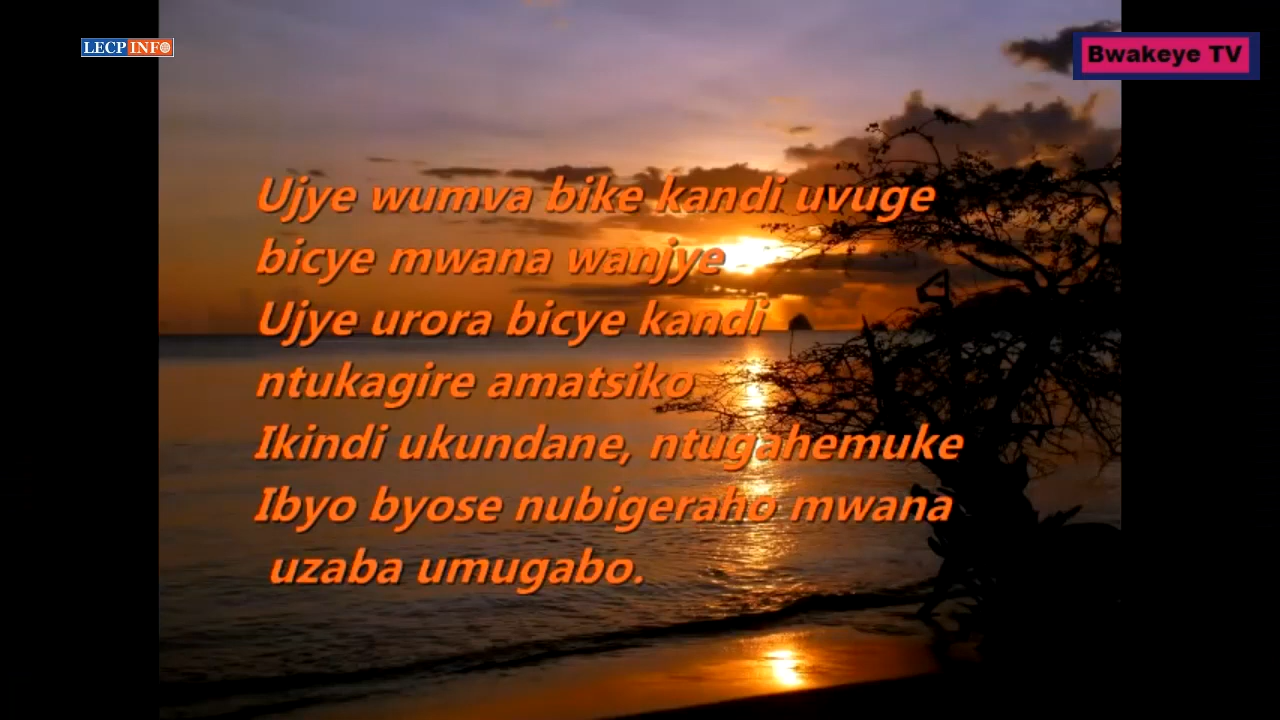 LECP INFO
Bwakeye TV
Ujye wumva bike kandi uvuge
bicye mwana wanjye
Ujye urora bicye kandi
ntukagire amatsiko
Ikindi ukundane, ntugahemuke
Ibyo byose nubigeraho mwana
uzaba umugabo.